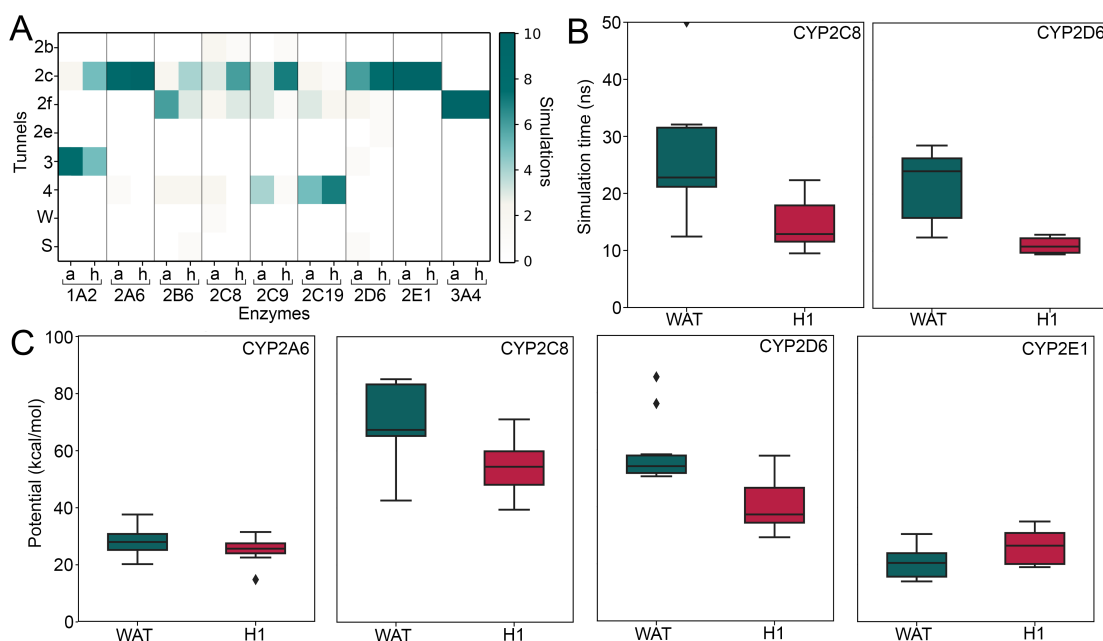 A
2b
2c
2f
2e
3
4
W
S
Tunnels
a h a h a h a h a h a h a h a h a h
1A2 2A6 2B6 2C8 2C9 2C19 2D6 2E1 3A4
Enzymes
10
8
6
4
2
0
Simulations
B
CYP2C8
CYP2D6
50
40
30
20
10
0
Simulation time (ns)
WAT H1 WAT H1
C
CYP2A6
CYP2C8
CYP2D6
CYP2E1
100
80
60
40
20
0
Potential (kcal/mol)
WAT H1 WAT H1 WAT H1 WAT H1